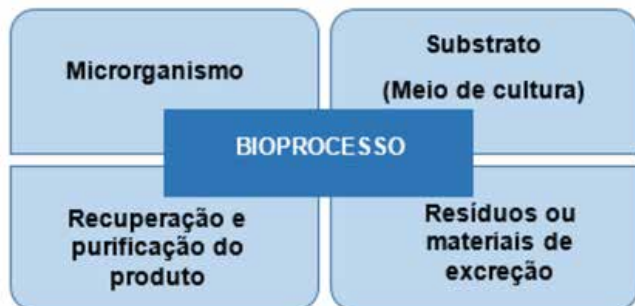 Microrganismo
Substrato
(Meio de cultura)
BIOPROCESSO
Recuperação e
purificação do
produto
Resíduos ou
materiais de
excreção